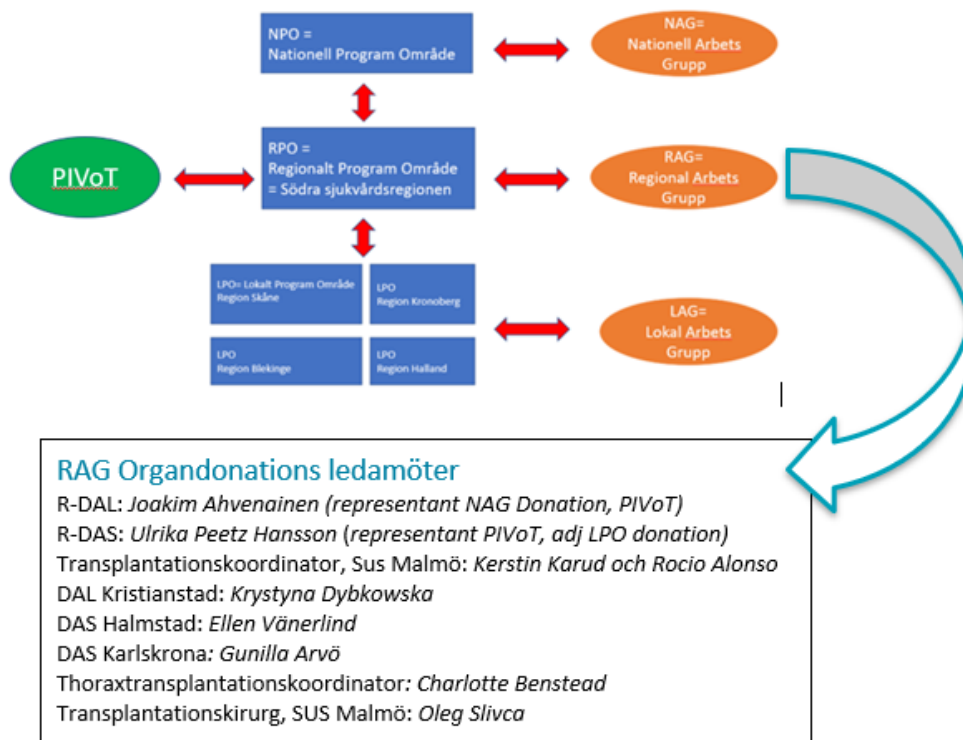 NPO =
Nationell Program Område
NAG=
Nationell Arbets
Grupp
PIVoT
RPO =
Regionalt Program Område
= Södra sjukvårdsregionen
RAG=
Regional Arbets
Grupp
LPO= Lokalt Program Område
Region Skåne
LPO
Region Kronoberg
LPO
Region Blekinge
LPO
Region Halland
LAG=
Lokal Arbets
Grupp
RAG Organdonations ledamöter
R-DAL: Joakim Ahvenainen (representant NAG Donation, PIVoT)
R-DAS: Ulrika Peetz Hansson (representant PIVoT, adj LPO donation)
Transplantationskoordinator, Sus Malmö: Kerstin Karud och Rocio Alonso
DAL Kristianstad: Krystyna Dybkowska
DAS Halmstad: Ellen Vänerlind
DAS Karlskrona: Gunilla Arvö
Thoraxtransplantationskoordinator: Charlotte Benstead
Transplantationskirurg, SUS Malmö: Oleg Slivca